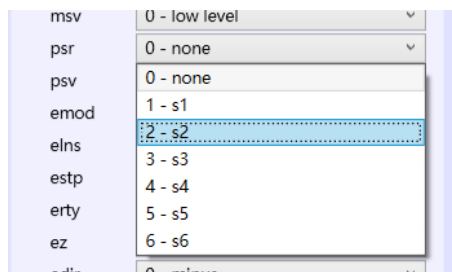 msv 0 - low level
psr 0 - none
psv 0 - none
1 - s1
emod
2 - s2
elns
3 - s3
estp 4 - s4
erty 5 - s5
ez 6 - s6